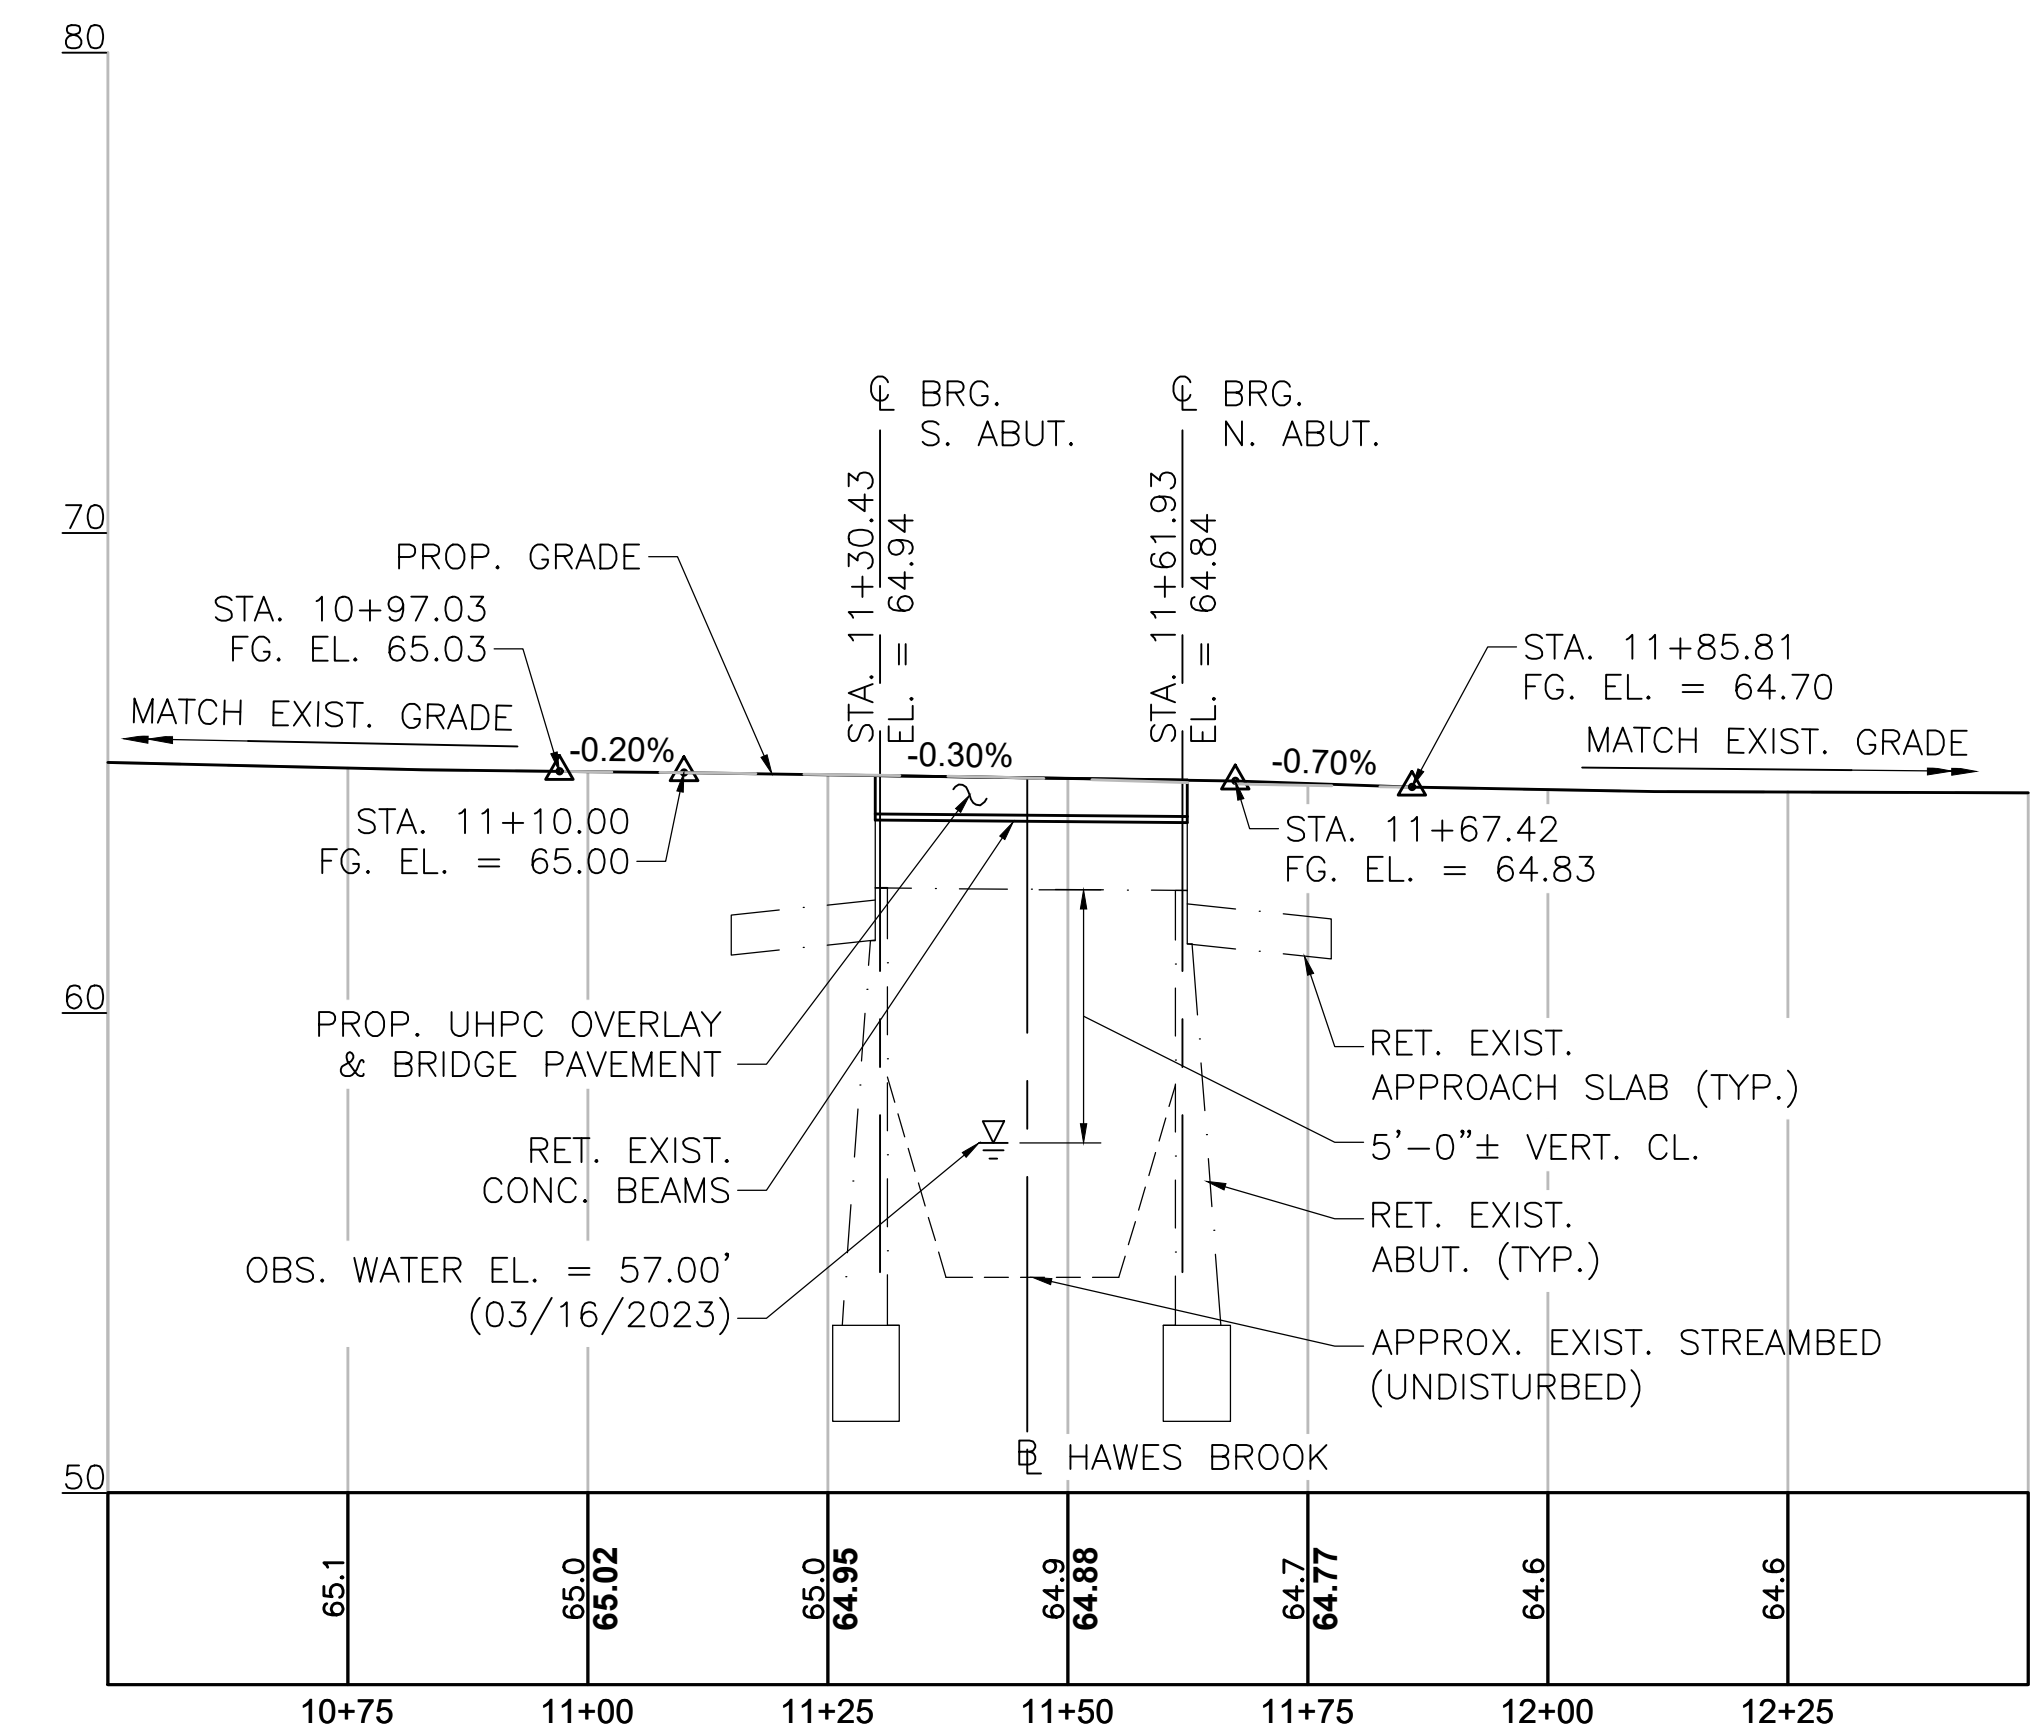 80
70
60
50
℄ BRG.
S. ABUT.
STA. 11+30.43
EL. = 64.94
℄ BRG.
N. ABUT.
STA. 11+61.93
EL. = 64.84
PROP. GRADE
STA. 10+97.03
FG. EL. 65.03
MATCH EXIST. GRADE
-0.20%
-0.30%
-0.70%
STA. 11+85.81
FG. EL. = 64.70
MATCH EXIST. GRADE
STA. 11+10.00
FG. EL. = 65.00
STA. 11+67.42
FG. EL. = 64.83
PROP. UHPC OVERLAY
& BRIDGE PAVEMENT
RET. EXIST.
CONC. BEAMS
OBS. WATER EL. = 57.00'
(03/16/2023)
RET. EXIST.
APPROACH SLAB (TYP.)
5'-0"± VERT. CL.
RET. EXIST.
ABUT. (TYP.)
APPROX. EXIST. STREAMBED
(UNDISTURBED)
BL HAWES BROOK
65.1
65.0
65.02
65.0
64.95
64.9
64.88
64.7
64.77
64.6
64.6
10+75 11+00 11+25 11+50 11+75 12+00 12+25